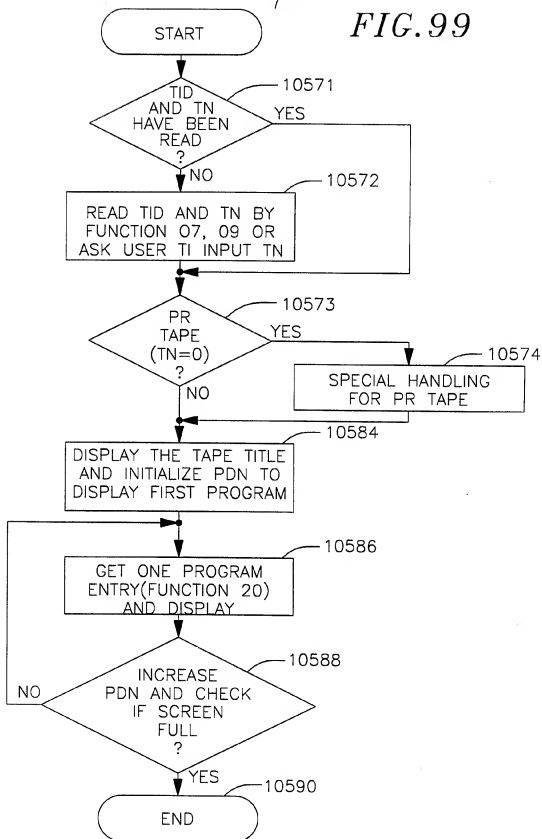 FIG.99
START
10571
TID
AND TN
HAVE BEEN
READ
?
YES
NO
10572
READ TID AND TN BY
FUNCTION 07, 09 OR
ASK USER TI INPUT TN
10573
PR
TAPE
(TN=0)
?
YES
NO
10574
SPECIAL HANDLING
FOR PR TAPE
10584
DISPLAY THE TAPE TITLE
AND INITIALIZE PDN TO
DISPLAY FIRST PROGRAM
10586
GET ONE PROGRAM
ENTRY(FUNCTION 20)
AND DISPLAY
10588
INCREASE
PDN AND CHECK
IF SCREEN
FULL
?
NO
YES
10590
END